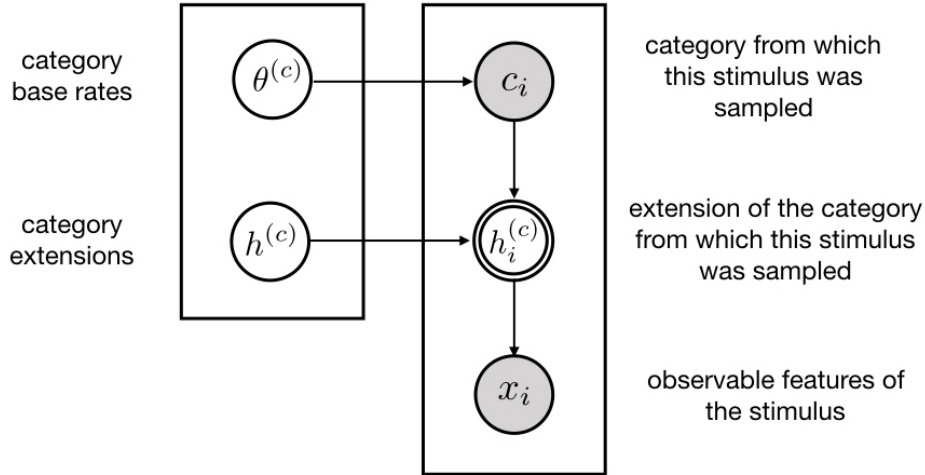 category
base rates
θ^(c)
c_i
category from which
this stimulus was
sampled
category
extensions
h^(c)
h_i^(c)
extension of the category
from which this stimulus
was sampled
x_i
observable features of
the stimulus